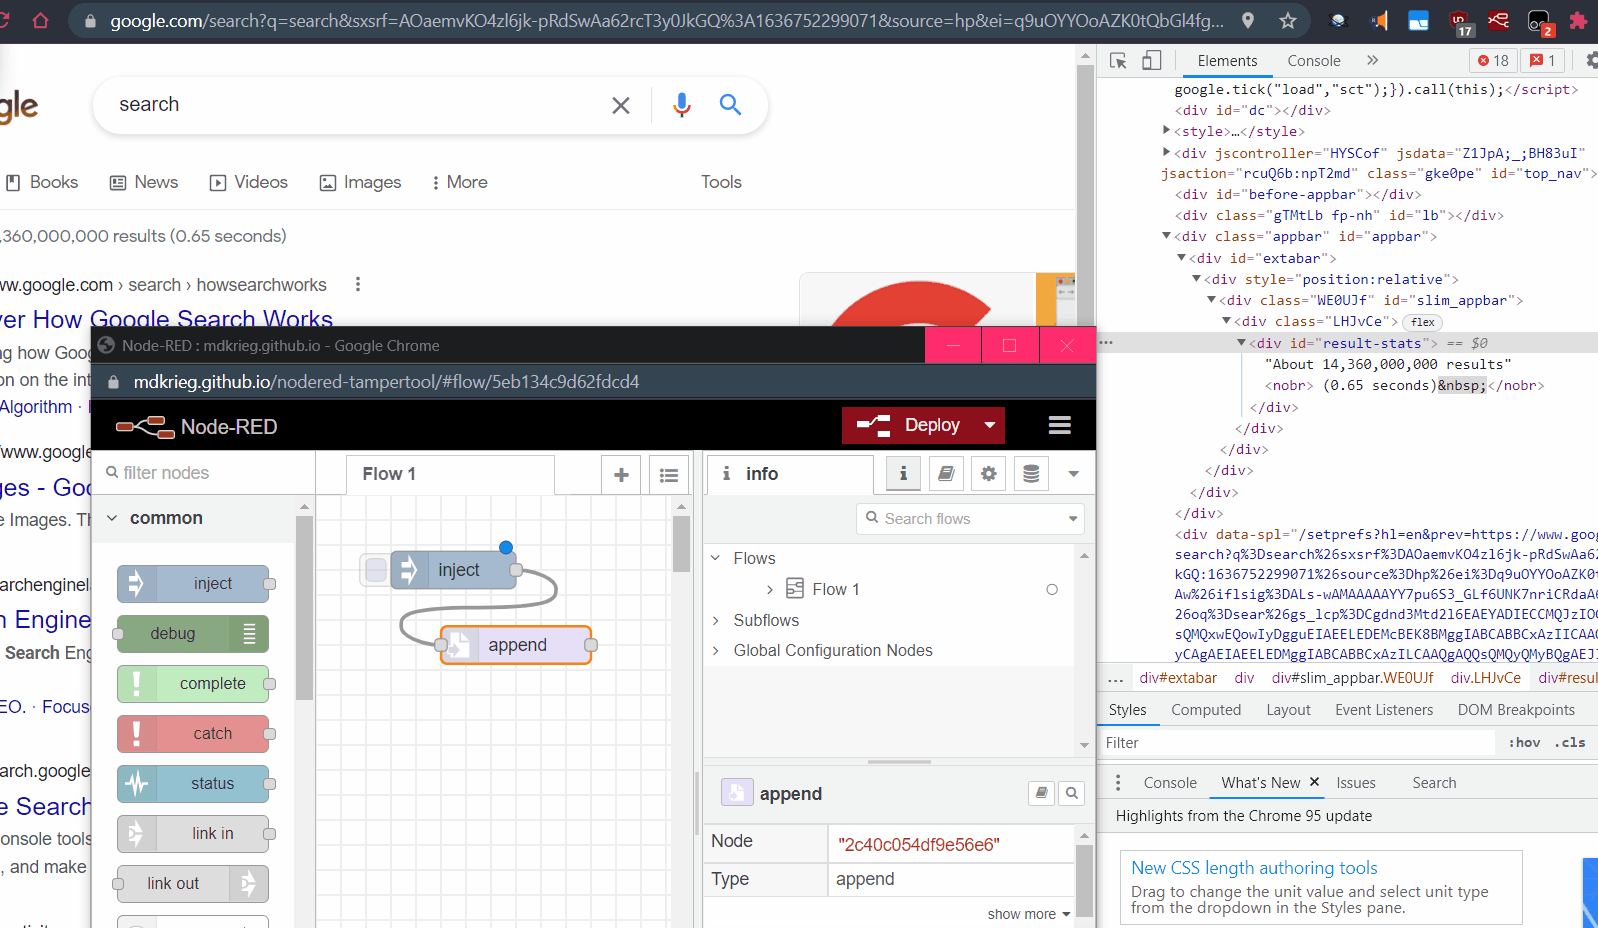 google.com/search?q=search&sxsrf=AOaemvKO4zl6jk-pRdSwAa62rcT3y0JkGQ%3A1636752299071&source=hp&ei=q9uOYYOoAZK0tQbGl4fg...
17
2
gle
search
Books
News
Videos
Images
More
Tools
,360,000,000 results (0.65 seconds)
ww.google.com › search › howsearchworks
er How Google Search Works
ng how Goog
on on the int
Algorithm ·
/www.google
ges - Goo
e Images. Th
archenginela
n Engine
Search Eng
EO. · Focus
arch.google
e Search
onsole tools
, and make
Node-RED : mdkrieg.github.io - Google Chrome
mdkrieg.github.io/nodered-tampertool/#flow/5eb134c9d62fdcd4
Node-RED
Deploy
filter nodes
Flow 1
common
inject
debug
complete
catch
status
link in
link out
inject
append
i info
i
Search flows
Flows
Flow 1
Subflows
Global Configuration Nodes
append
Node "2c40c054df9e56e6"
Type append
show more
Elements
Console
18
1
google.tick("load","sct");}).call(this);</script>
<div id="dc"></div>
<style>…</style>
<div jscontroller="HYSCof" jsdata="Z1JpA;_;BH83uI"
jsaction="rcuQ6b:npT2md" class="gke0pe" id="top_nav">
<div id="before-appbar"></div>
<div class="gTMtLb fp-nh" id="lb"></div>
<div class="appbar" id="appbar">
<div id="extabar">
<div style="position:relative">
<div class="WE0UJf" id="slim_appbar">
<div class="LHJvCe"> flex
<div id="result-stats"> == $0
"About 14,360,000,000 results"
<nobr> (0.65 seconds)&nbsp;</nobr>
</div>
</div>
</div>
</div>
</div>
</div>
<div data-spl="/setprefs?hl=en&prev=https://www.goog
search?q%3Dsearch%26sxsrf%3DAOaemvKO4zl6jk-pRdSwAa62
kGQ:1636752299071%26source%3Dhp%26ei%3Dq9uOYYOoAZK0t
Aw%26iflsig%3DALs-wAMAAAAAYY7pu6S3_GLf6UNK7nriCRdaA6
26oq%3Dsear%26gs_lcp%3DCgdnd3Mtd2l6EAEYADIECCMQJzIO
sQMQxwEQowIyDgguEIAEELEDEMcBEK8BMggIABCABBCxAzIICAAQ
yCAgAEIAEELEDMggIABCABBCxAzILCAAQgAQQsQMQyQMyBQgAEJI
... div#extabar div div#slim_appbar.WE0UJf div.LHJvCe div#resul
Styles
Computed
Layout
Event Listeners
DOM Breakpoints
Filter
:hov .cls
Console
What's New
Issues
Search
Highlights from the Chrome 95 update
New CSS length authoring tools
Drag to change the unit value and select unit type
from the dropdown in the Styles pane.